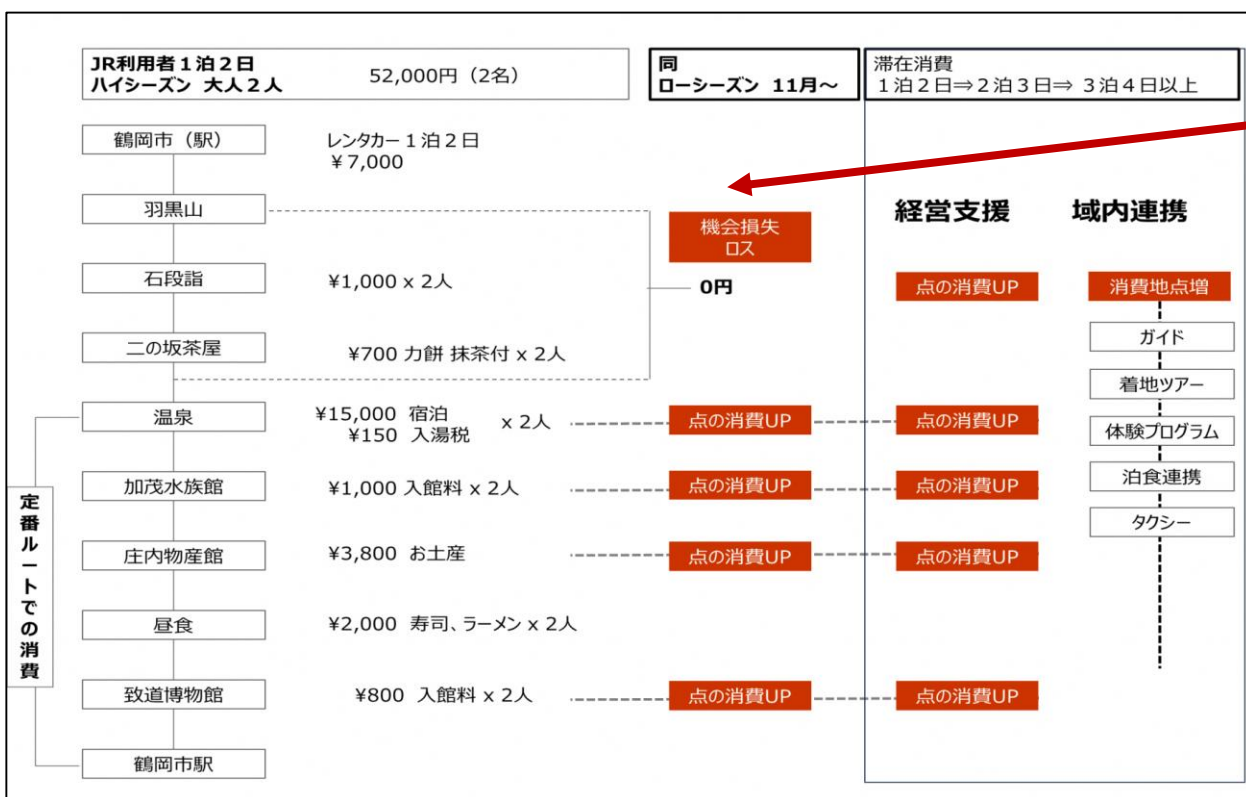 JR利用者1泊2日
ハイシーズン 大人2人
52,000円（2名）
同
ローシーズン 11月～
滞在消費
1泊2日⇒2泊3日⇒ 3泊4日以上
鶴岡市（駅）
レンタカー1泊2日
¥7,000
羽黒山
機会損失
ロス
経営支援
域内連携
石段詣
¥1,000 x 2人
0円
点の消費UP
消費地点増
二の坂茶屋
¥700 力餅 抹茶付 x 2人
ガイド
着地ツアー
温泉
¥15,000 宿泊
¥150 入湯税
x 2人
点の消費UP
点の消費UP
体験プログラム
加茂水族館
¥1,000 入館料 x 2人
点の消費UP
点の消費UP
泊食連携
タクシー
庄内物産館
¥3,800 お土産
点の消費UP
点の消費UP
昼食
¥2,000 寿司、ラーメン x 2人
致道博物館
¥800 入館料 x 2人
点の消費UP
点の消費UP
鶴岡市駅
定番ルートでの消費